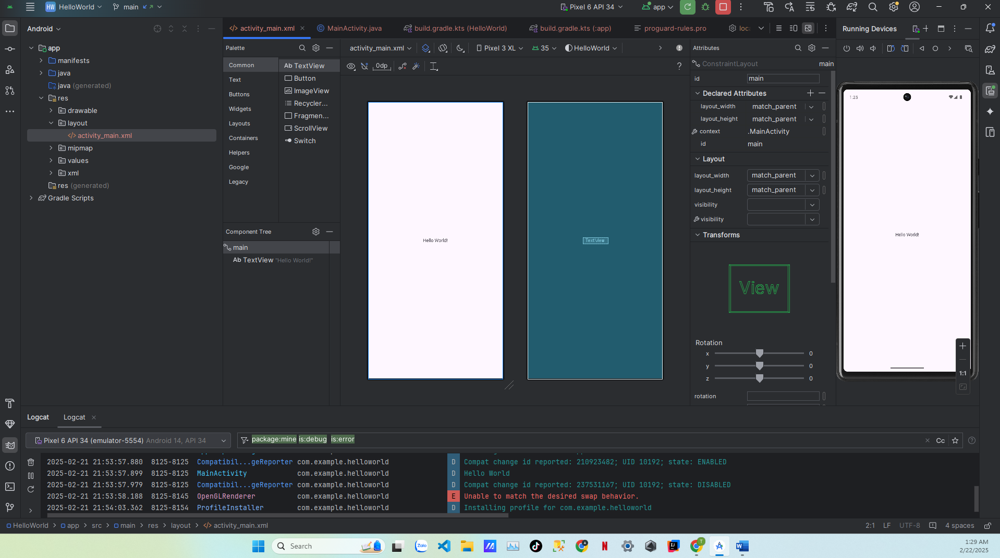 HW HelloWorld main Pixel 6 API 34 app
Android
app
manifests
java
java (generated)
res
drawable
layout
activity_main.xml
mipmap
values
xml
res (generated)
Gradle Scripts
activity_main.xml MainActivity.java build.gradle.kts (HelloWorld) build.gradle.kts (:app) proguard-rules.pro loc
Palette
Common
Text
Buttons
Widgets
Layouts
Containers
Helpers
Google
Legacy
Ab TextView
Button
ImageView
Recycler...
Fragmen...
ScrollView
Switch
Component Tree
main
Ab TextView "Hello World!"
activity_main.xml Pixel 3 XL 35 HelloWorld
0dp ?
Hello World!
TextView
Attributes
ConstraintLayout main
id main
Declared Attributes
layout_width match_parent
layout_height match_parent
context .MainActivity
id main
Layout
layout_width match_parent
layout_height match_parent
visibility
visibility
Transforms
View
Rotation
x 0
y 0
z 0
rotation
Running Devices
1:25
Hello World!
1:1
Logcat Logcat
Pixel 6 API 34 (emulator-5554) Android 14, API 34 package:mine is:debug is:error Cc
2025-02-21 21:53:57.880 8125-8125 Compatibil...geReporter com.example.helloworld D Compat change id reported: 210923482; UID 10192; state: ENABLED
2025-02-21 21:53:57.899 8125-8125 MainActivity com.example.helloworld D Hello World
2025-02-21 21:53:57.979 8125-8125 Compatibil...geReporter com.example.helloworld D Compat change id reported: 237531167; UID 10192; state: DISABLED
2025-02-21 21:53:58.188 8125-8145 OpenGLRenderer com.example.helloworld E Unable to match the desired swap behavior.
2025-02-21 21:54:03.362 8125-8154 ProfileInstaller com.example.helloworld D Installing profile for com.example.helloworld
HelloWorld > app > src > main > res > layout > activity_main.xml 2:1 LF UTF-8 4 spaces
Search Zalo 1:29 AM
2/22/2025